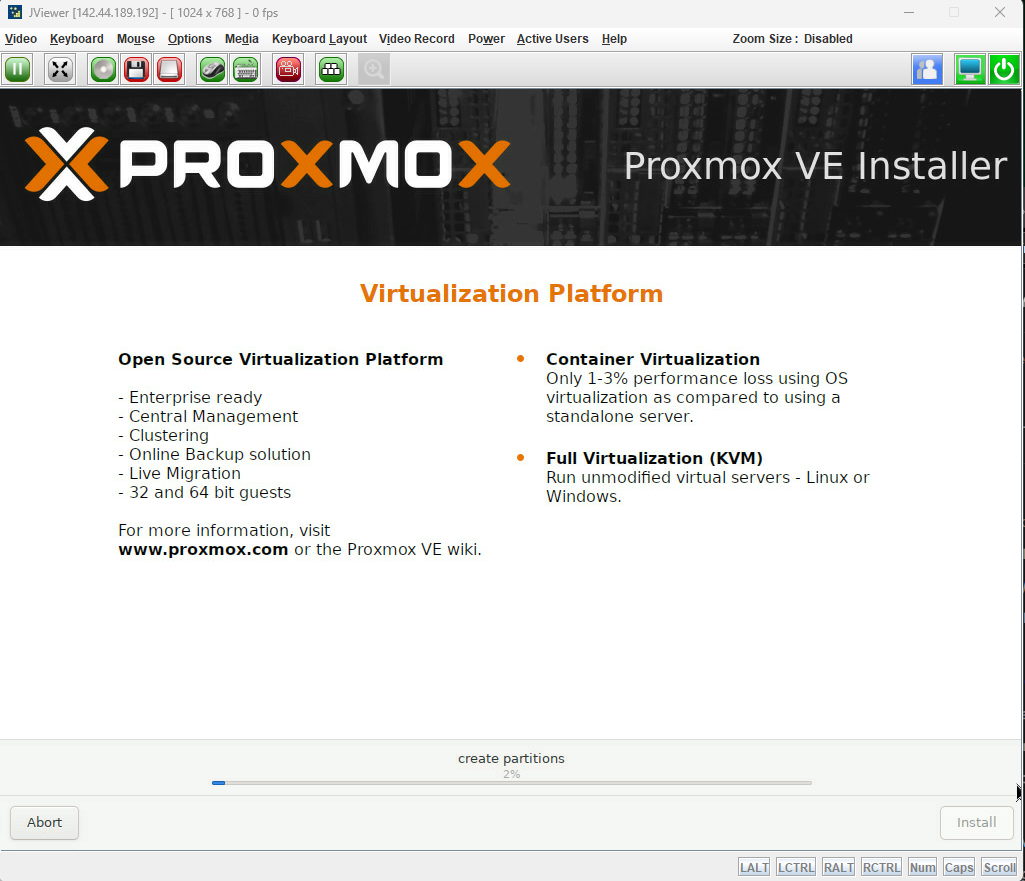 JViewer [142.44.189.192] - [ 1024 x 768 ] - 0 fps
Video Keyboard Mouse Options Media Keyboard Layout Video Record Power Active Users Help Zoom Size : Disabled
PROXMOX
Proxmox VE Installer
Virtualization Platform
Open Source Virtualization Platform
- Enterprise ready
- Central Management
- Clustering
- Online Backup solution
- Live Migration
- 32 and 64 bit guests
For more information, visit
www.proxmox.com or the Proxmox VE wiki.
• Container Virtualization
Only 1-3% performance loss using OS
virtualization as compared to using a
standalone server.
• Full Virtualization (KVM)
Run unmodified virtual servers - Linux or
Windows.
create partitions
2%
Abort
Install
LALT LCTRL RALT RCTRL Num Caps Scroll